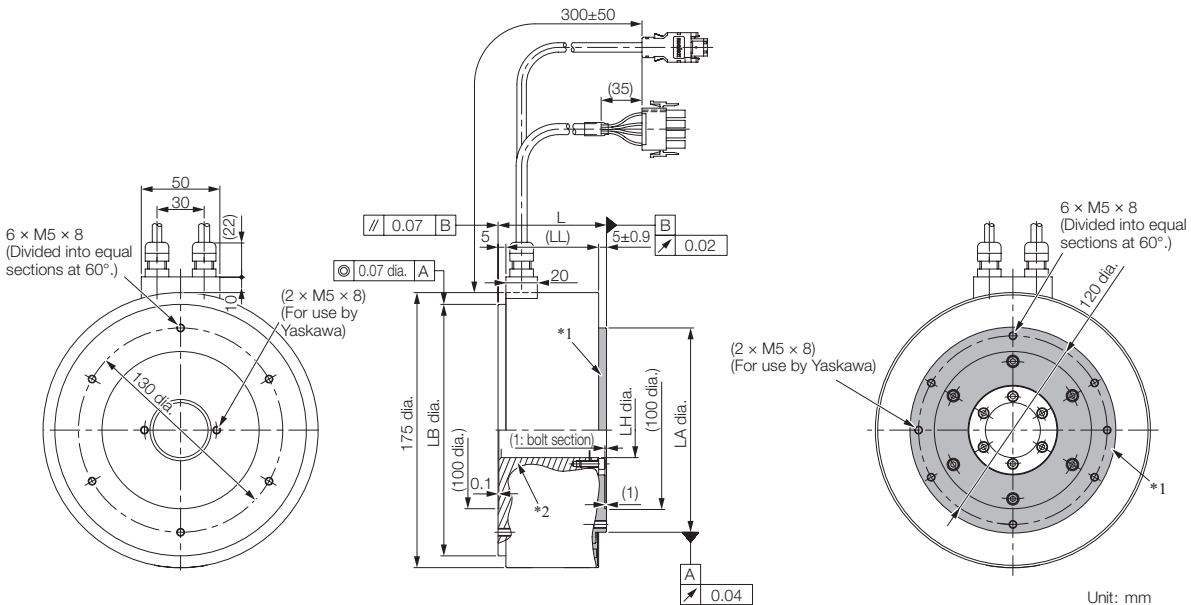 300±50
(35)
50
30
(22)
10
6 × M5 × 8
(Divided into equal
sections at 60°.)
(2 × M5 × 8)
(For use by
Yaskawa)
130 dia.
// 0.07 B
L
5
(LL)
5±0.9
B
↗ 0.02
◎ 0.07 dia. A
20
*1
175 dia.
LB dia.
(100 dia.)
0.1
(1: bolt section)
*2
LH dia.
(100 dia.)
LA dia.
(1)
A
↗ 0.04
6 × M5 × 8
(Divided into equal
sections at 60°.)
120 dia.
(2 × M5 × 8)
(For use by Yaskawa)
*1
Unit: mm